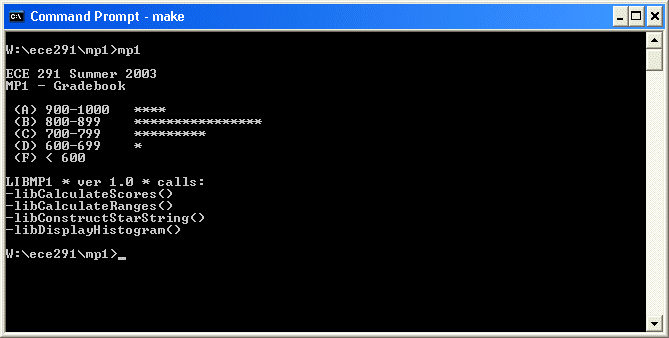 Command Prompt - make
W:\ece291\mp1>mp1
ECE 291 Summer 2003
MP1 - Gradebook
(A) 900-1000 ****
(B) 800-899 ****************
(C) 700-799 *********
(D) 600-699 *
(F) < 600
LIBMP1 * ver 1.0 * calls:
-libCalculateScores()
-libCalculateRanges()
-libConstructStarString()
-libDisplayHistogram()
W:\ece291\mp1>_